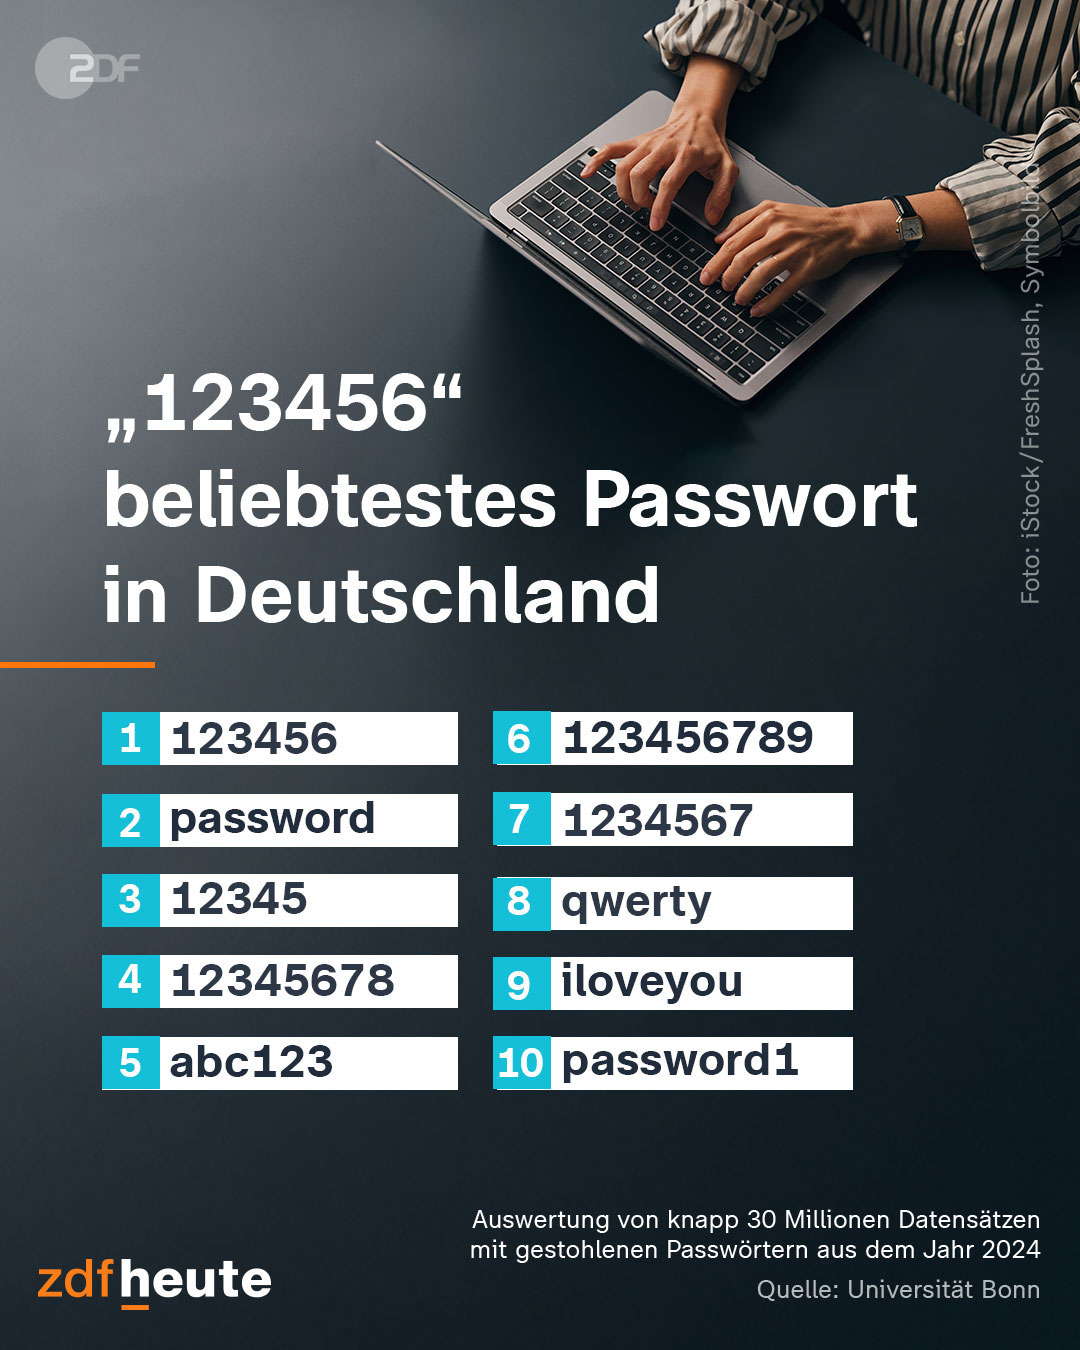 ZDF
Foto: iStock/FreshSplash, Symbolbild
„123456“
beliebtestes Passwort
in Deutschland
1 123456
2 password
3 12345
4 12345678
5 abc123
6 123456789
7 1234567
8 qwerty
9 iloveyou
10 password1
Auswertung von knapp 30 Millionen Datensätzen
mit gestohlenen Passwörtern aus dem Jahr 2024
Quelle: Universität Bonn
zdfheute